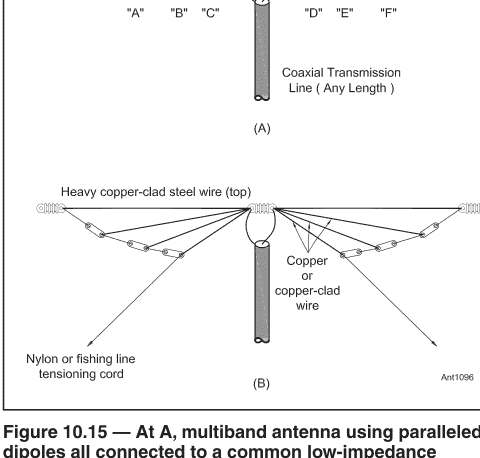 "A" "B" "C" "D" "E" "F"
Coaxial Transmission
Line ( Any Length )
(A)
Heavy copper-clad steel wire (top)
Copper
or
copper-clad
wire
Nylon or fishing line
tensioning cord
(B)
Ant1096
Figure 10.15 — At A, multiband antenna using paralleled
dipoles all connected to a common low-impedance